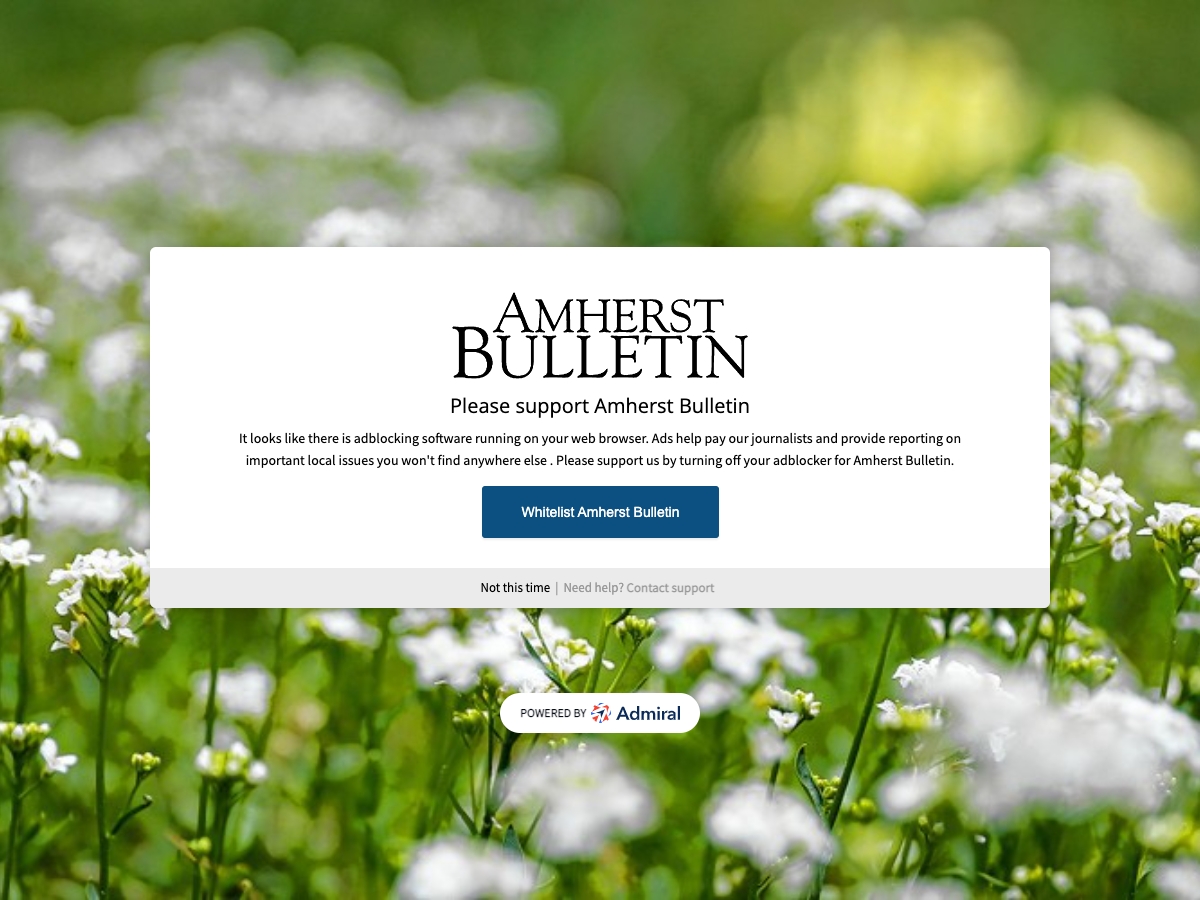 AMHERST
BULLETIN
Please support Amherst Bulletin
It looks like there is adblocking software running on your web browser. Ads help pay our journalists and provide reporting on
important local issues you won't find anywhere else . Please support us by turning off your adblocker for Amherst Bulletin.
Whitelist Amherst Bulletin
Not this time | Need help? Contact support
POWERED BY Admiral